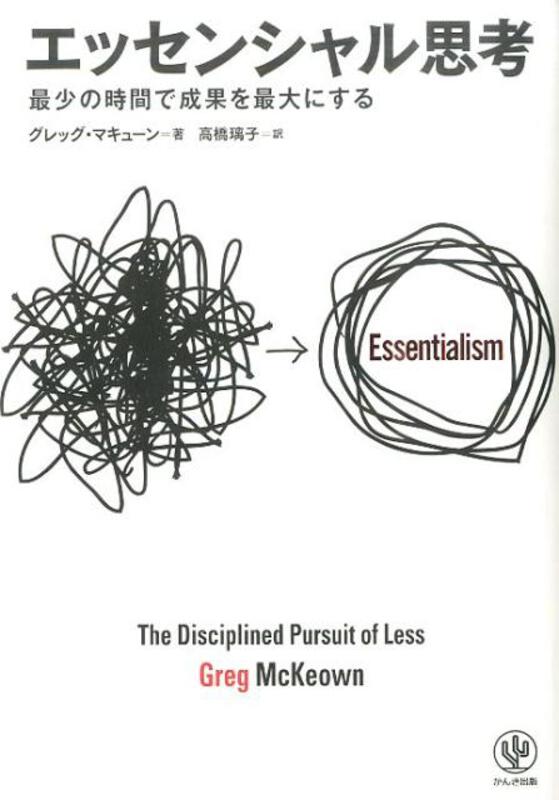 エッセンシャル思考
最少の時間で成果を最大にする
グレッグ・マキューン=著 高橋璃子=訳
Essentialism
The Disciplined Pursuit of Less
Greg McKeown
かんき出版